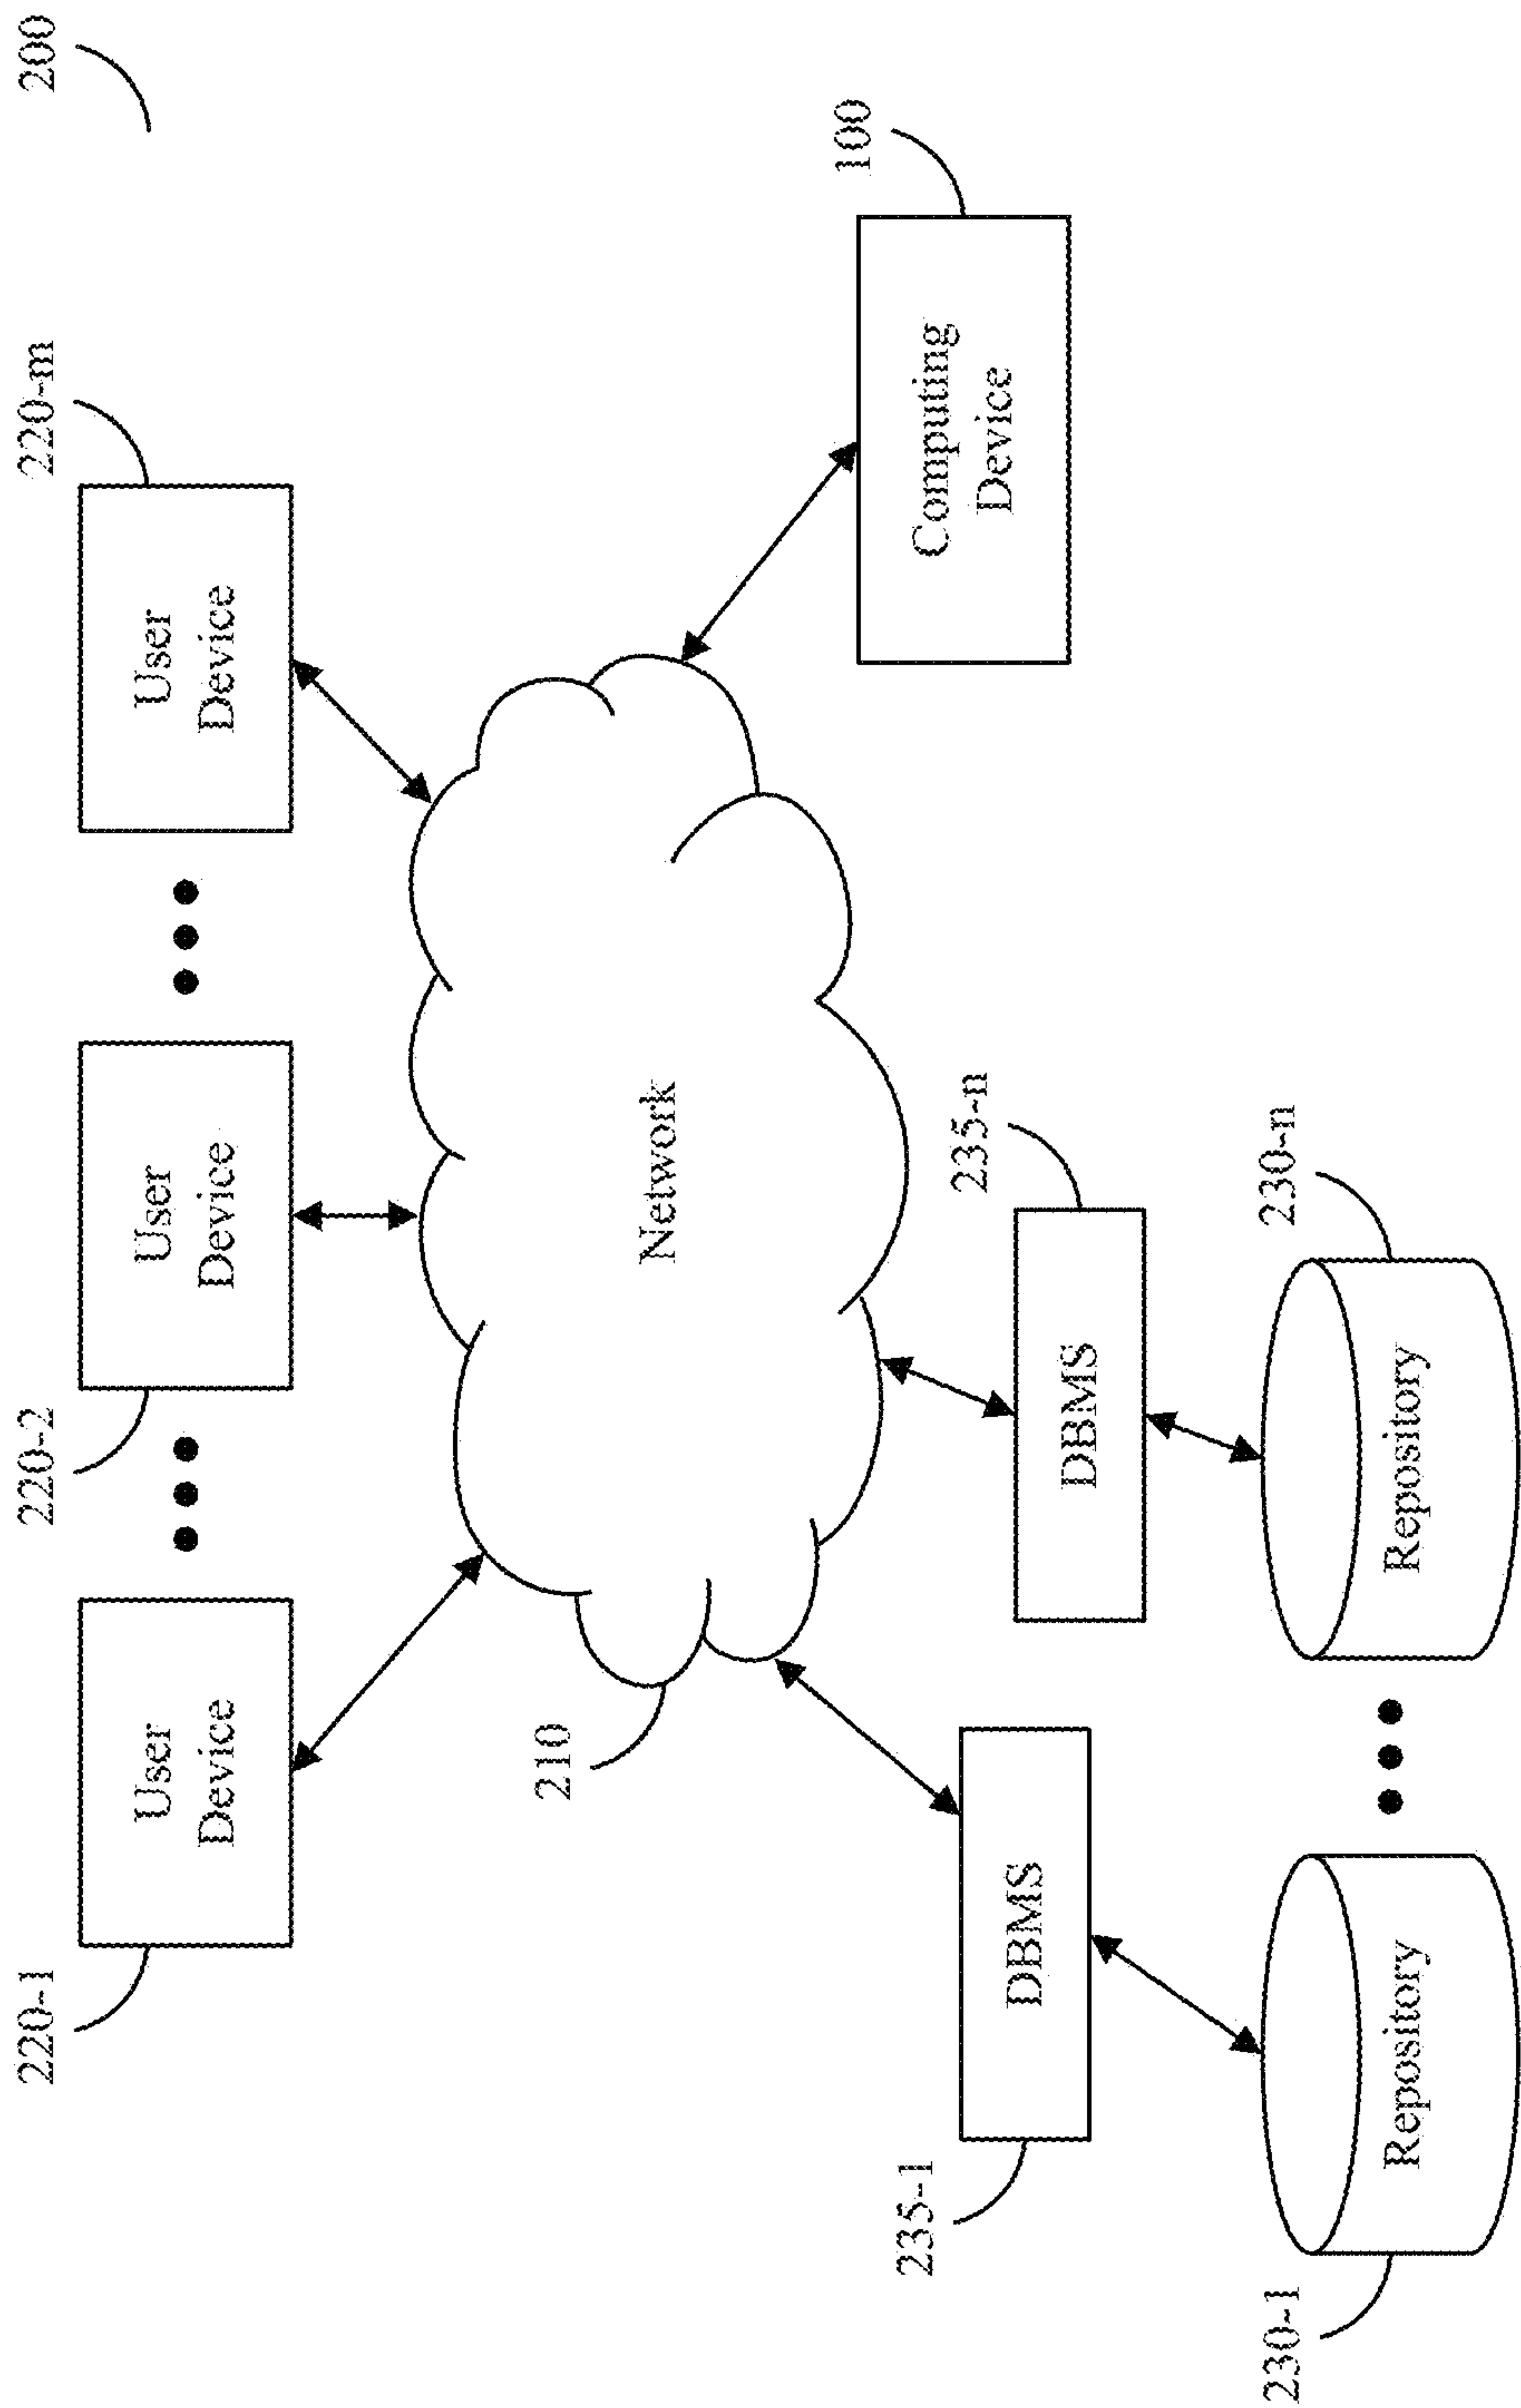 200
220-1
220-2
220-m
User
Device
User
Device
User
Device
210
Network
100
Computing
Device
235-1
DBMS
235-n
DBMS
230-1
Repository
230-n
Repository